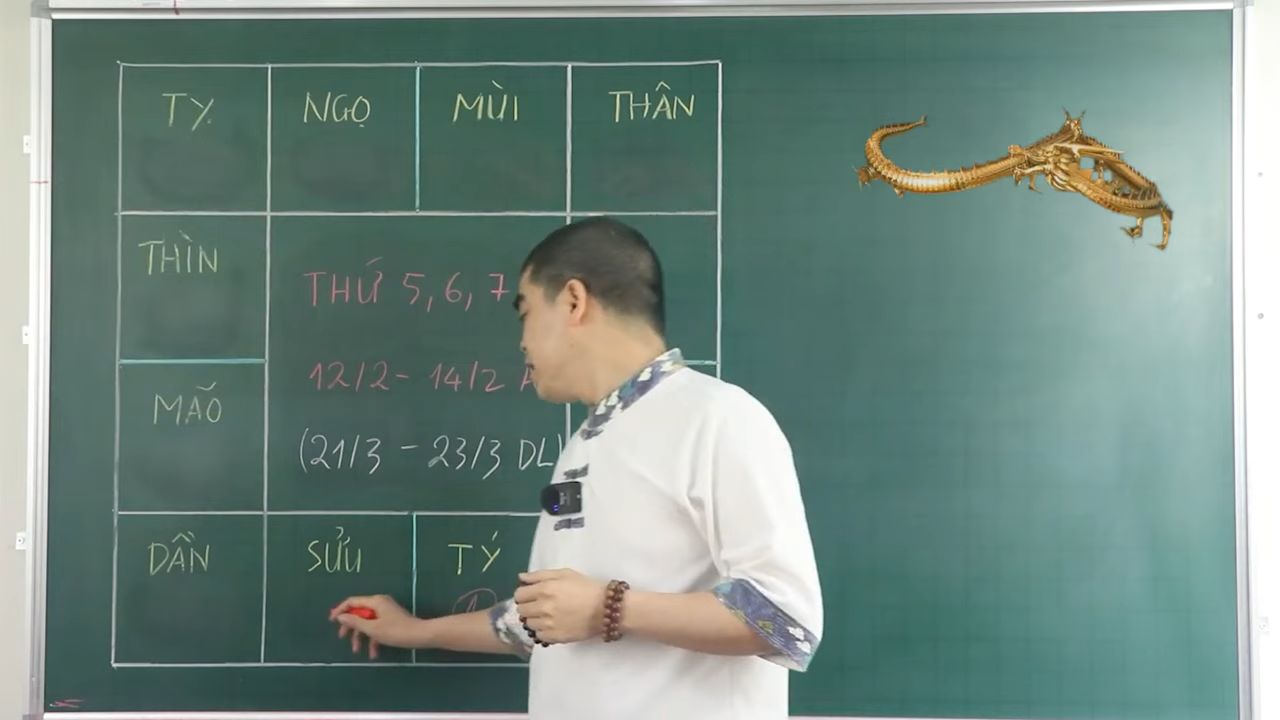 TỴ NGỌ MÙI THÂN
THÌN
THỨ 5, 6, 7
MÃO
12/2 - 14/2
(21/3 - 23/3 DL)
DẦN SỬU TÝ